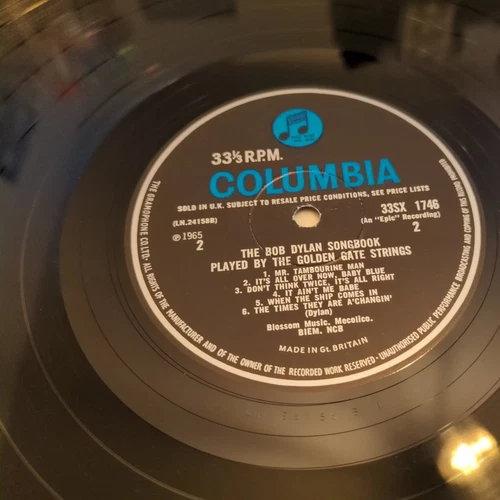 33⅓ R.P.M.
COLUMBIA
SOLD IN U.K. SUBJECT TO RESALE PRICE CONDITIONS, SEE PRICE LISTS
(LN.24158B)
33SX 1746
(An "Epic" Recording)
℗ 1965
2
2
THE BOB DYLAN SONGBOOK
PLAYED BY THE GOLDEN GATE STRINGS
1. MR. TAMBOURINE MAN
2. IT'S ALL OVER NOW, BABY BLUE
3. DON'T THINK TWICE, IT'S ALL RIGHT
4. IT AIN'T ME BABE
5. WHEN THE SHIP COMES IN
6. THE TIMES THEY ARE A'CHANGIN'
(Dylan)
Blossom Music, Mecolico.
BIEM. NCB
MADE IN Gt. BRITAIN
THE GRAMOPHONE CO. LTD. ALL RIGHTS OF THE MANUFACTURER AND OF THE OWNER OF THE RECORDED WORK RESERVED - UNAUTHORISED PUBLIC PERFORMANCE BROADCASTING AND COPYING OF THIS RECORD PROHIBITED